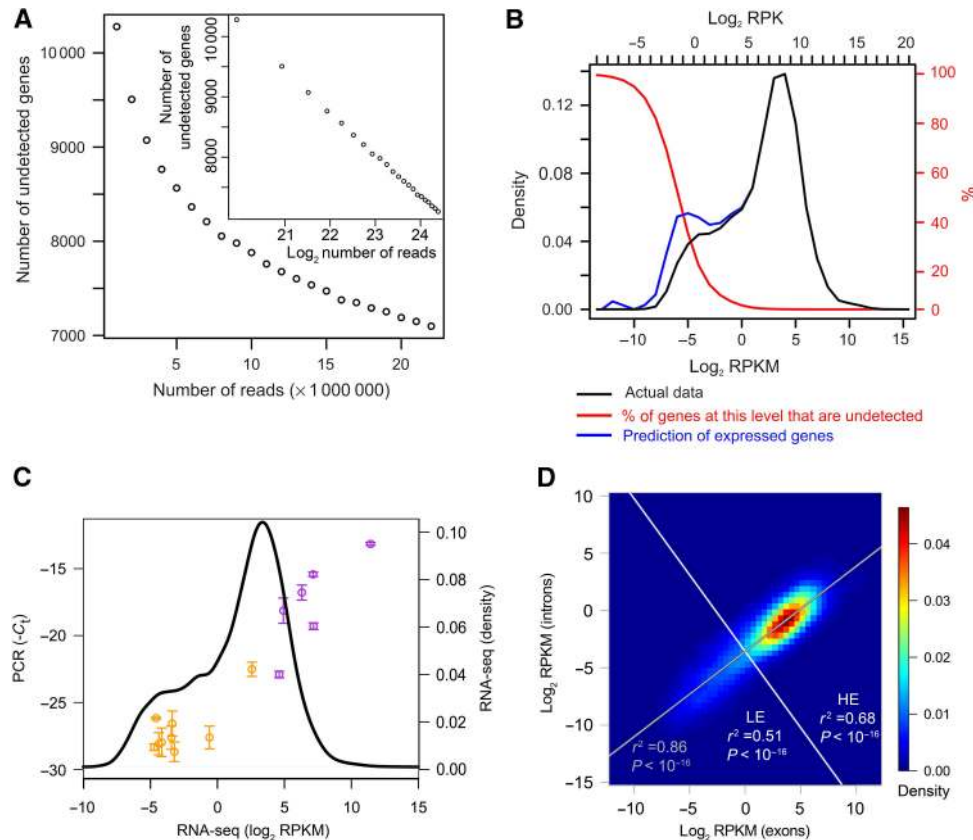 A
Number of undetected genes
10 000
9000
8000
7000
5
10
15
20
Number of reads (× 1 000 000)
Number of
undetected genes
10 000
9000
8000
21
22
23
24
Log2 number of reads
B
Log2 RPK
−5
0
5
10
15
20
Density
0.12
0.08
0.04
0.00
100
80
60
40
20
0
%
−10
−5
0
5
10
15
Log2 RPKM
Actual data
% of genes at this level that are undetected
Prediction of expressed genes
C
PCR (-Ct)
−15
−20
−25
−30
0.10
0.08
0.06
0.04
0.02
0.00
RNA-seq (density)
−10
−5
0
5
10
15
RNA-seq (log2 RPKM)
D
Log2 RPKM (introns)
10
5
0
−5
−10
−15
LE
r² =0.51
P < 10⁻¹⁶
HE
r² =0.68
P < 10⁻¹⁶
r² =0.86
P < 10⁻¹⁶
−10
−5
0
5
10
Log2 RPKM (exons)
0.04
0.03
0.02
0.01
0.00
Density